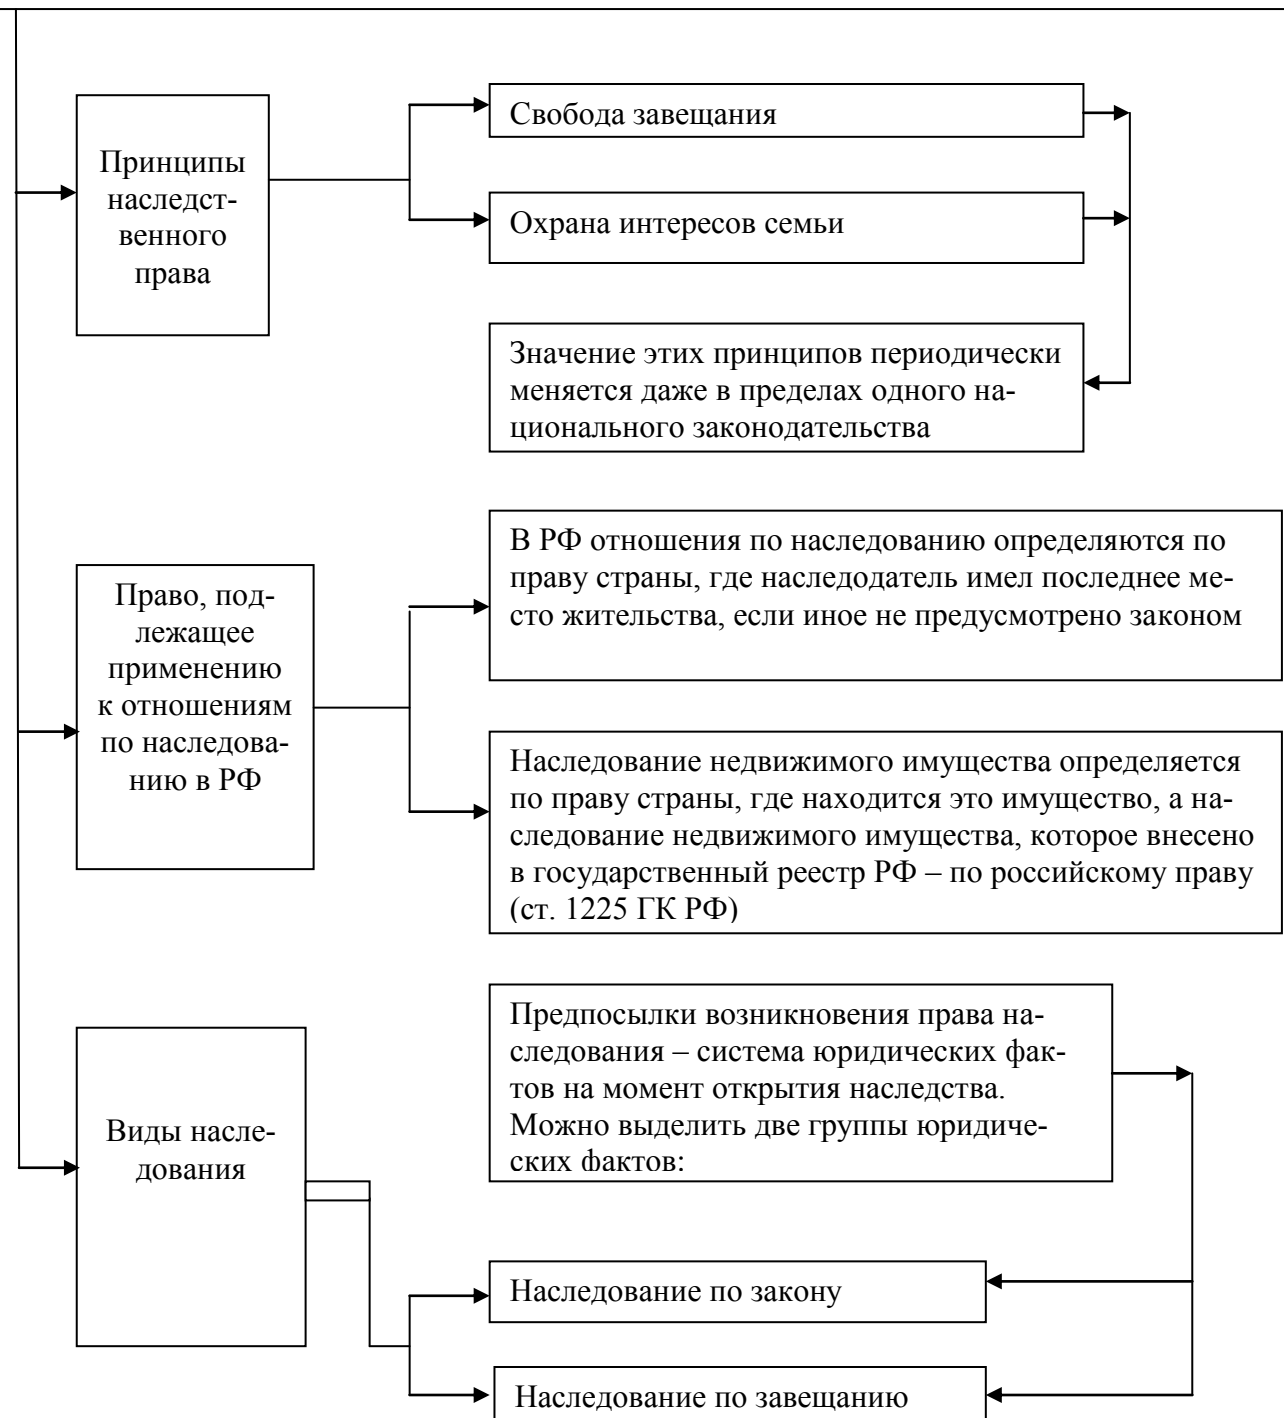 Принципы
наследст-
венного
права
Свобода завещания
Охрана интересов семьи
Значение этих принципов периодически
меняется даже в пределах одного на-
ционального законодательства
Право, под-
лежащее
применению
к отношениям
по наследова-
нию в РФ
В РФ отношения по наследованию определяются по
праву страны, где наследодатель имел последнее ме-
сто жительства, если иное не предусмотрено законом
Наследование недвижимого имущества определяется
по праву страны, где находится это имущество, а на-
следование недвижимого имущества, которое внесено
в государственный реестр РФ – по российскому праву
(ст. 1225 ГК РФ)
Виды насле-
дования
Предпосылки возникновения права на-
следования – система юридических фак-
тов на момент открытия наследства.
Можно выделить две группы юридиче-
ских фактов:
Наследование по закону
Наследование по завещанию